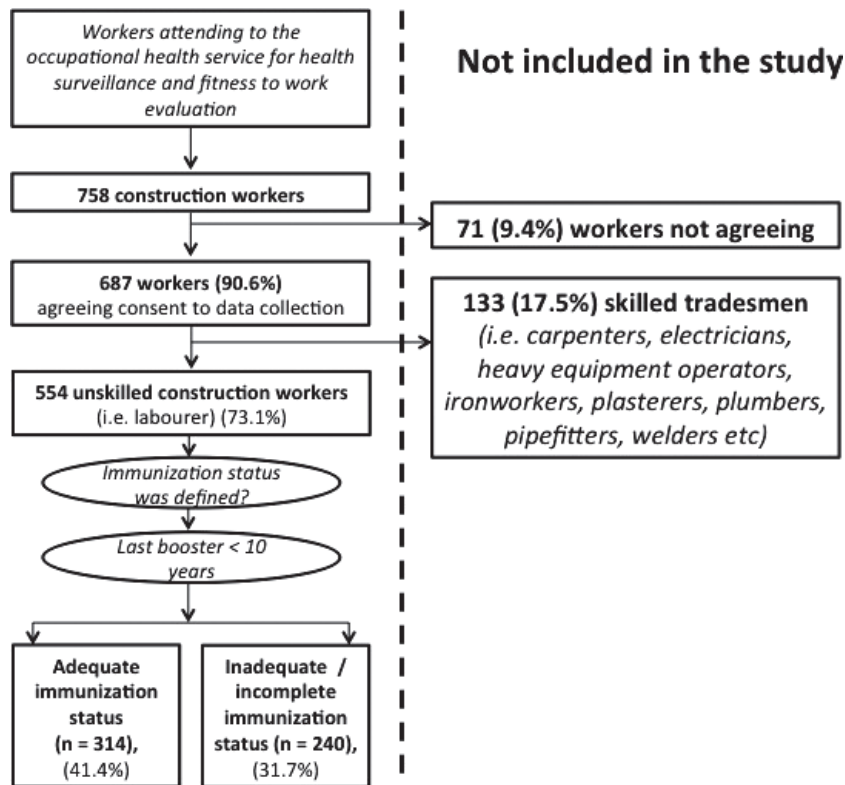 Workers attending to the
occupational health service for health
surveillance and fitness to work
evaluation
Not included in the study
758 construction workers
71 (9.4%) workers not agreeing
687 workers (90.6%)
agreeing consent to data collection
133 (17.5%) skilled tradesmen
(i.e. carpenters, electricians,
heavy equipment operators,
ironworkers, plasterers, plumbers,
pipefitters, welders etc)
554 unskilled construction workers
(i.e. labourer) (73.1%)
Immunization status
was defined?
Last booster < 10
years
Adequate
immunization
status
(n = 314),
(41.4%)
Inadequate /
incomplete
immunization
status (n = 240),
(31.7%)